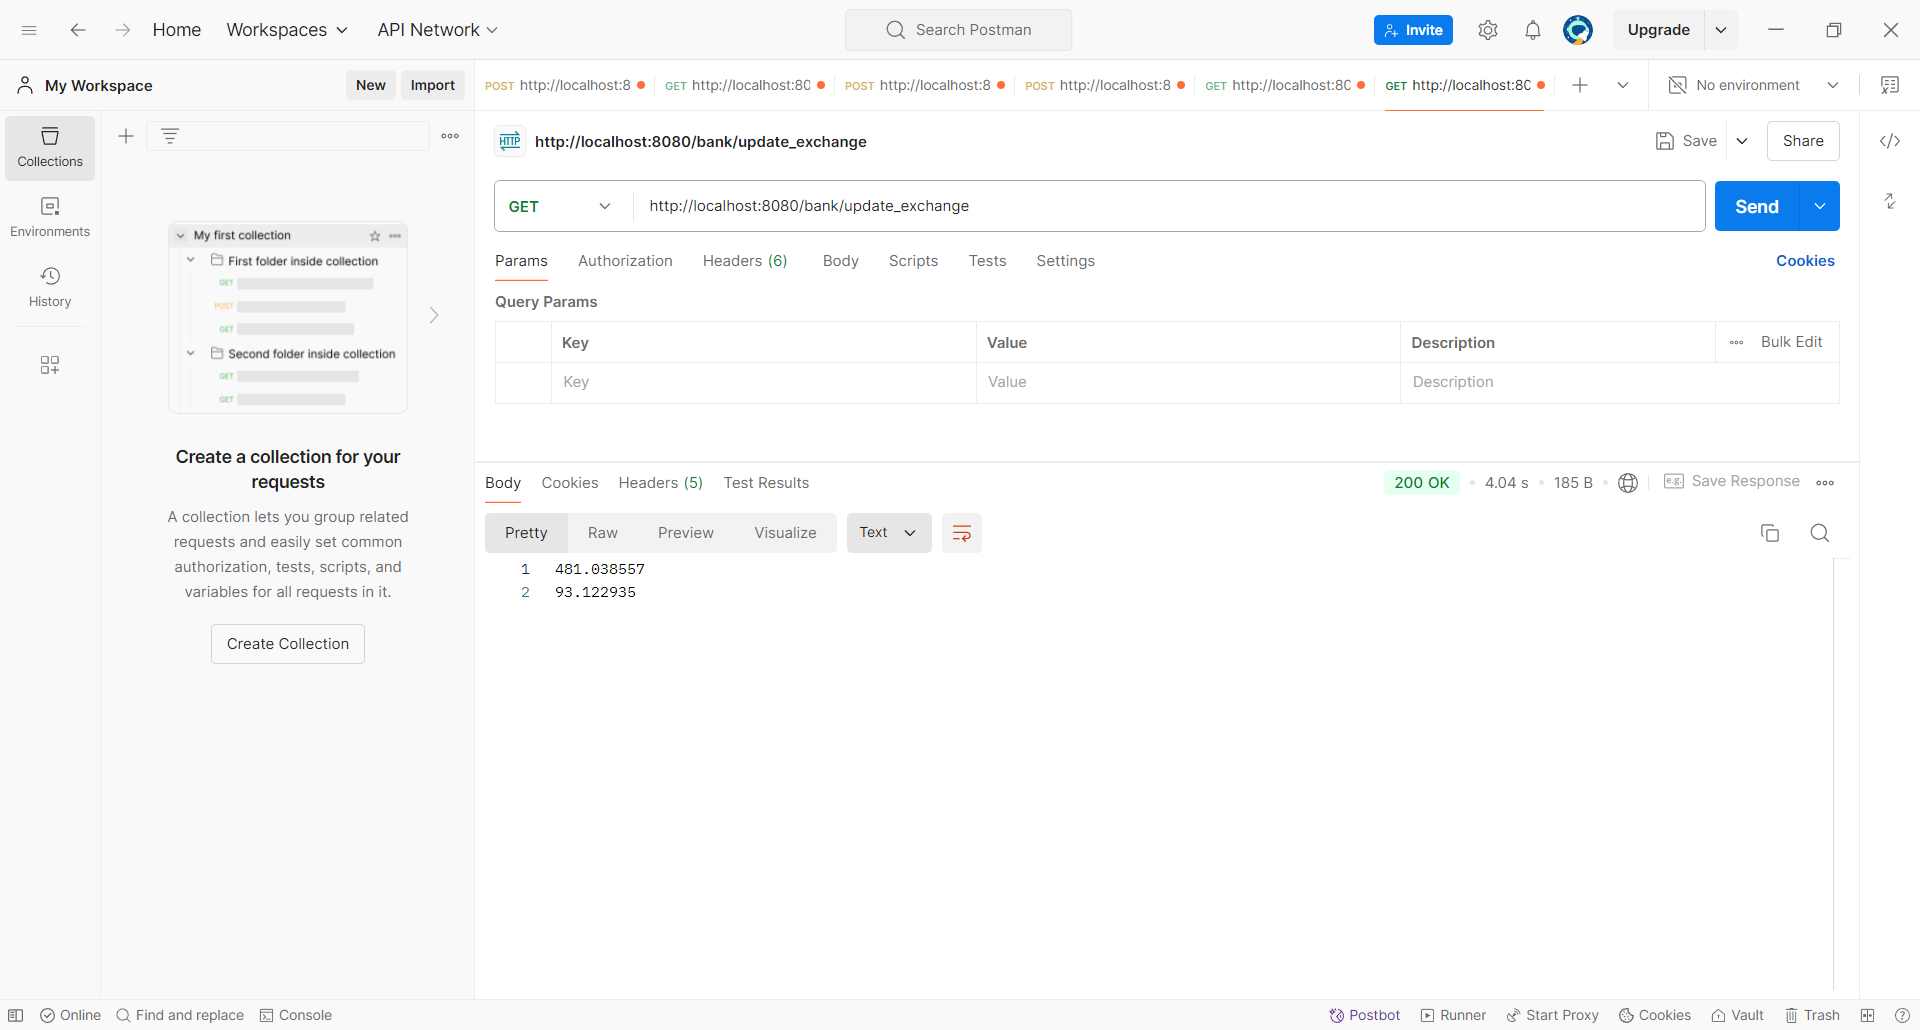 Home Workspaces API Network Search Postman Invite Upgrade
My Workspace New Import
POST http://localhost:8 GET http://localhost:80 POST http://localhost:8 POST http://localhost:8 GET http://localhost:80 GET http://localhost:80 No environment
Collections
Environments
History
My first collection
First folder inside collection
GET
POST
GET
Second folder inside collection
GET
GET
Create a collection for your
requests
A collection lets you group related
requests and easily set common
authorization, tests, scripts, and
variables for all requests in it.
Create Collection
HTTP http://localhost:8080/bank/update_exchange Save Share
GET http://localhost:8080/bank/update_exchange Send
Params Authorization Headers (6) Body Scripts Tests Settings Cookies
Query Params
Key Value Description Bulk Edit
Key Value Description
Body Cookies Headers (5) Test Results 200 OK 4.04 s 185 B e.g. Save Response
Pretty Raw Preview Visualize Text
1 481.038557
2 93.122935
Online Find and replace Console Postbot Runner Start Proxy Cookies Vault Trash